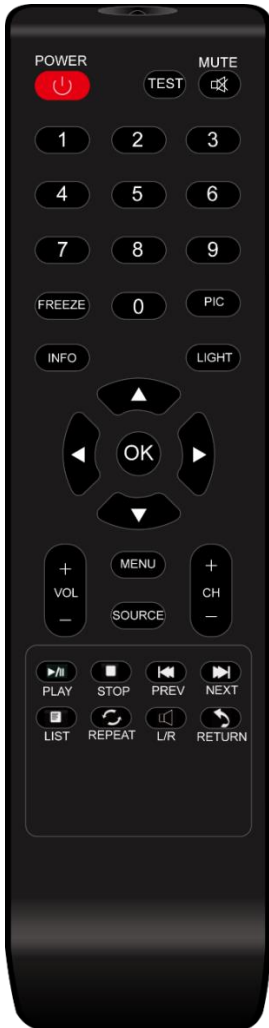 POWER MUTE
TEST
1 2 3
4 5 6
7 8 9
FREEZE 0 PIC
INFO LIGHT
OK
+ MENU +
VOL CH
- SOURCE -
PLAY STOP PREV NEXT
LIST REPEAT L/R RETURN